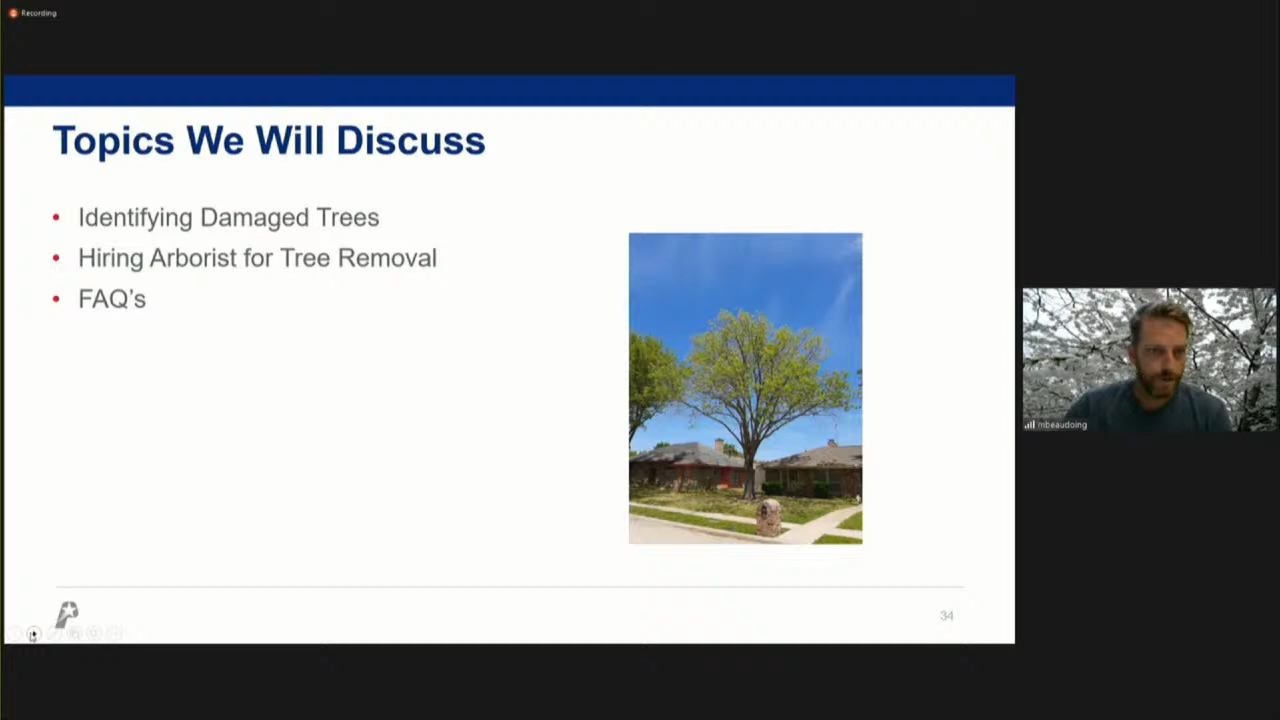 Recording
Topics We Will Discuss
• Identifying Damaged Trees
• Hiring Arborist for Tree Removal
• FAQ's
mbeaudoing
34